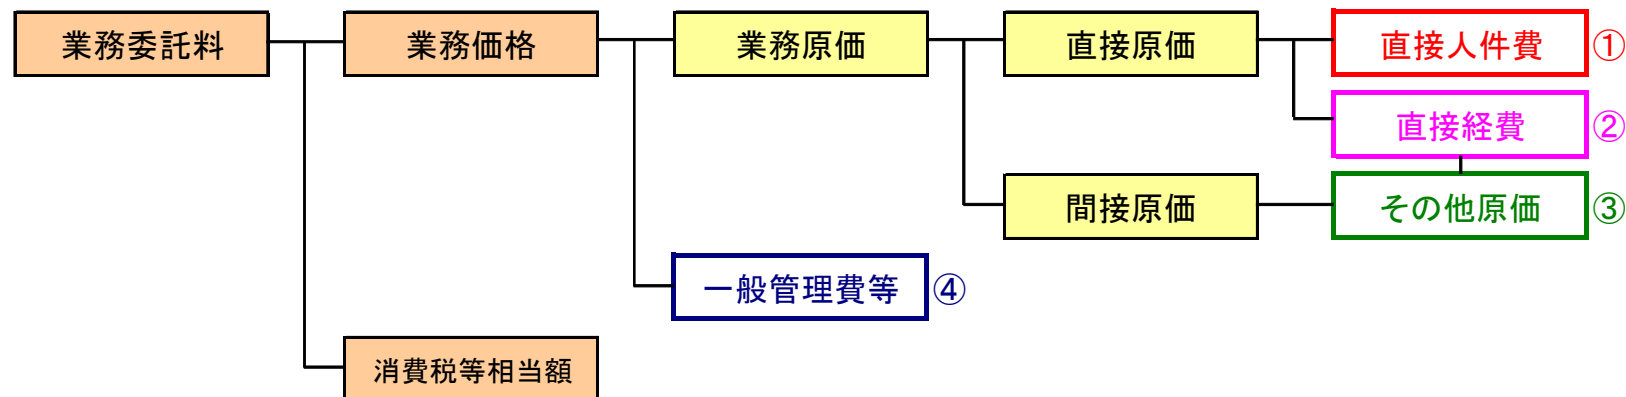 業務委託料
業務価格
業務原価
直接原価
直接人件費 ①
直接経費 ②
間接原価
その他原価 ③
一般管理費等 ④
消費税等相当額